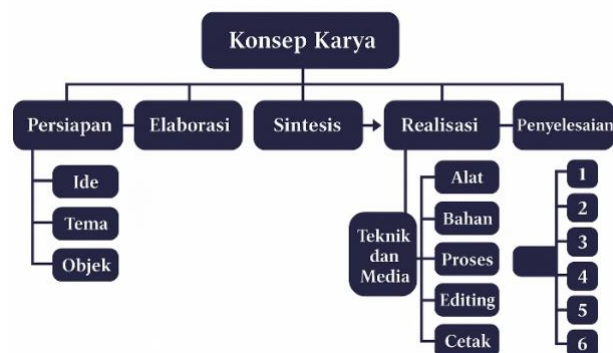 Konsep Karya
Persiapan
Elaborasi
Sintesis
Realisasi
Penyelesaian
Ide
Tema
Objek
Teknik
dan
Media
Alat
Bahan
Proses
Editing
Cetak
1
2
3
4
5
6